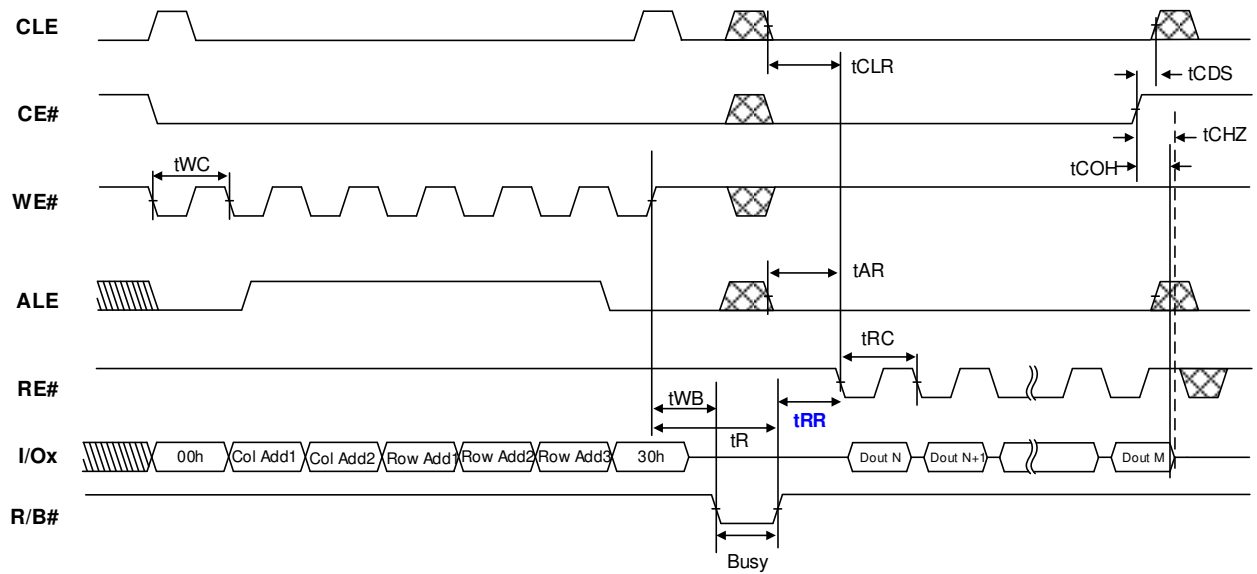 CLE
tCLR
tCDS
CE#
tCHZ
tCOH
tWC
WE#
tAR
ALE
tRC
RE#
tWB
tRR
tR
I/Ox
00h
Col Add1
Col Add2
Row Add1
Row Add2
Row Add3
30h
Dout N
Dout N+1
Dout M
R/B#
Busy